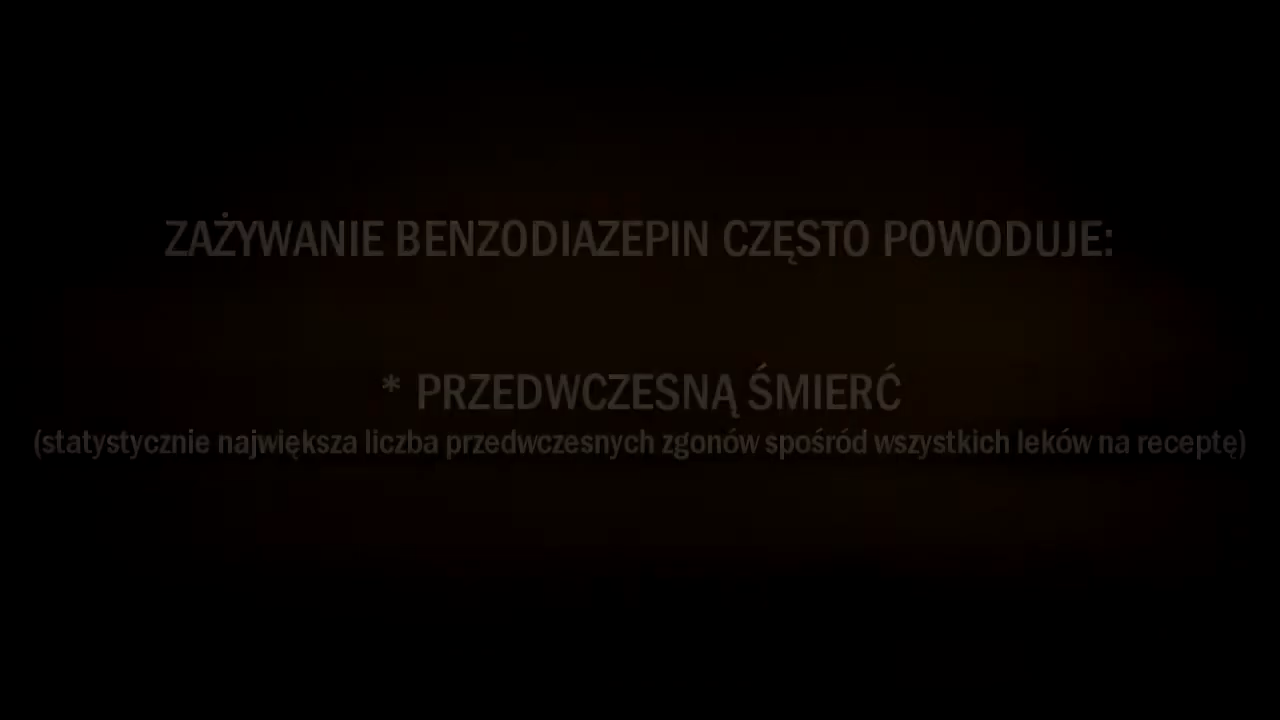 ZAŻYWANIE BENZODIAZEPIN CZĘSTO POWODUJE:
* PRZEDWCZESNĄ ŚMIERĆ
(statystycznie największa liczba przedwczesnych zgonów spośród wszystkich leków na receptę)